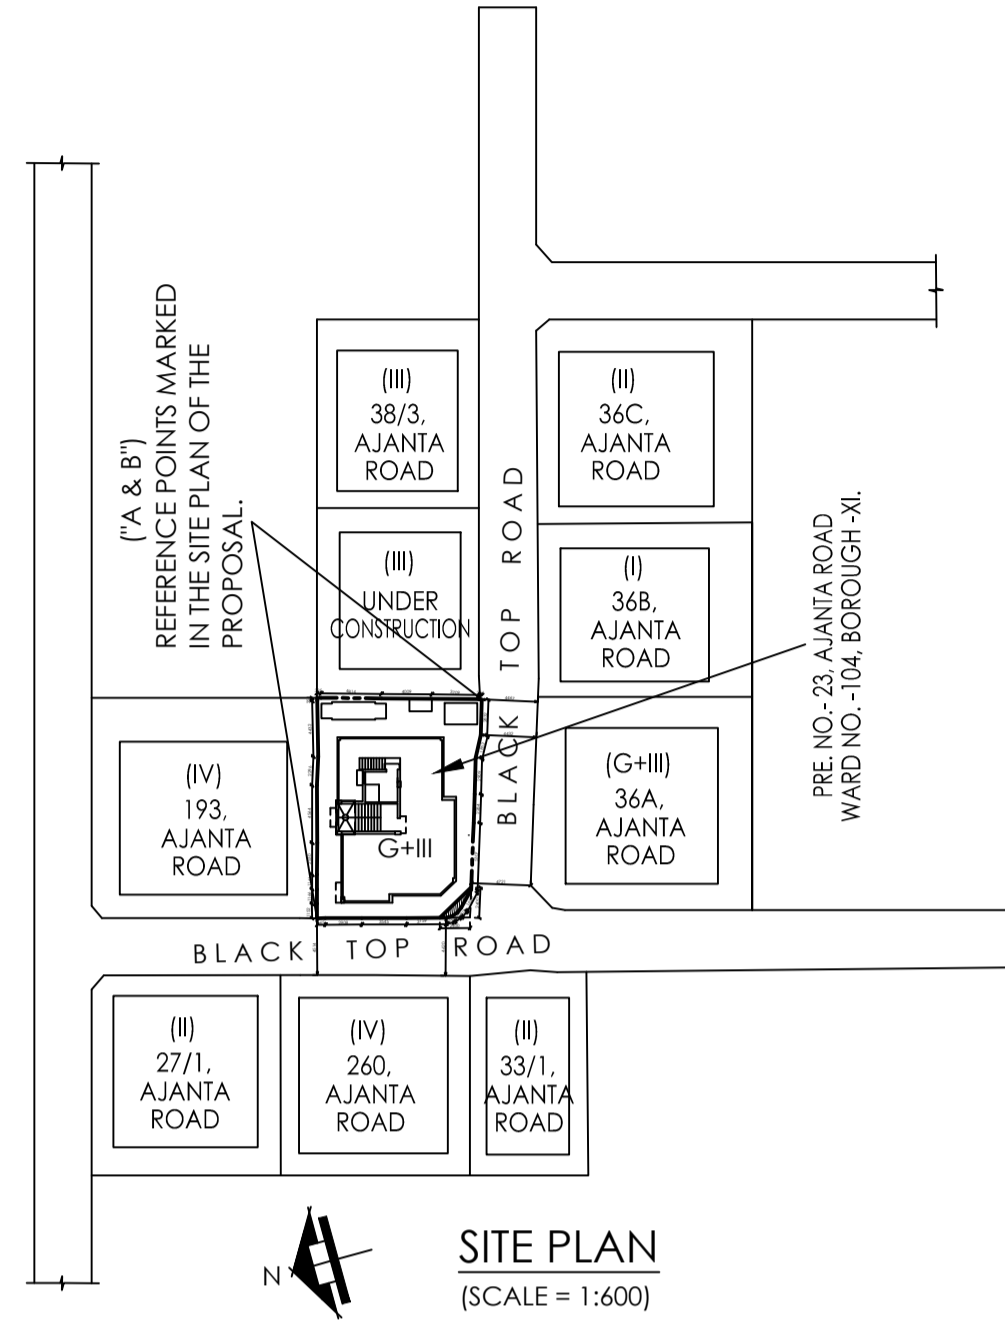 ("A & B")
REFERENCE POINTS MARKED
IN THE SITE PLAN OF THE
PROPOSAL.
(III)
38/3,
AJANTA
ROAD
(II)
36C,
AJANTA
ROAD
(III)
UNDER
CONSTRUCTION
BLACK TOP ROAD
(I)
36B,
AJANTA
ROAD
PRE. NO.- 23, AJANTA ROAD
WARD NO. -104, BOROUGH -XI.
(IV)
193,
AJANTA
ROAD
G+III
(G+III)
36A,
AJANTA
ROAD
BLACK TOP ROAD
(II)
27/1,
AJANTA
ROAD
(IV)
260,
AJANTA
ROAD
(II)
33/1,
AJANTA
ROAD
N
SITE PLAN
(SCALE = 1:600)